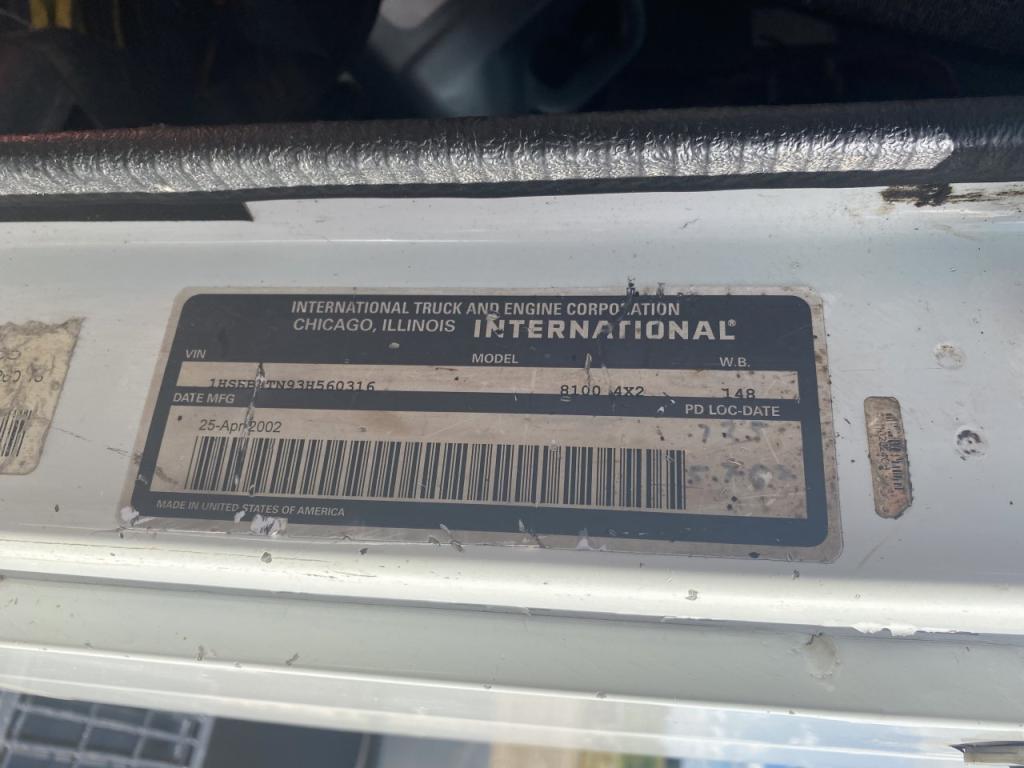 INTERNATIONAL TRUCK AND ENGINE CORPORATION
CHICAGO, ILLINOIS INTERNATIONAL®
VIN MODEL W.B.
8100 4X2 148
DATE MFG PD LOC-DATE
25-Apr-2002
MADE IN UNITED STATES OF AMERICA